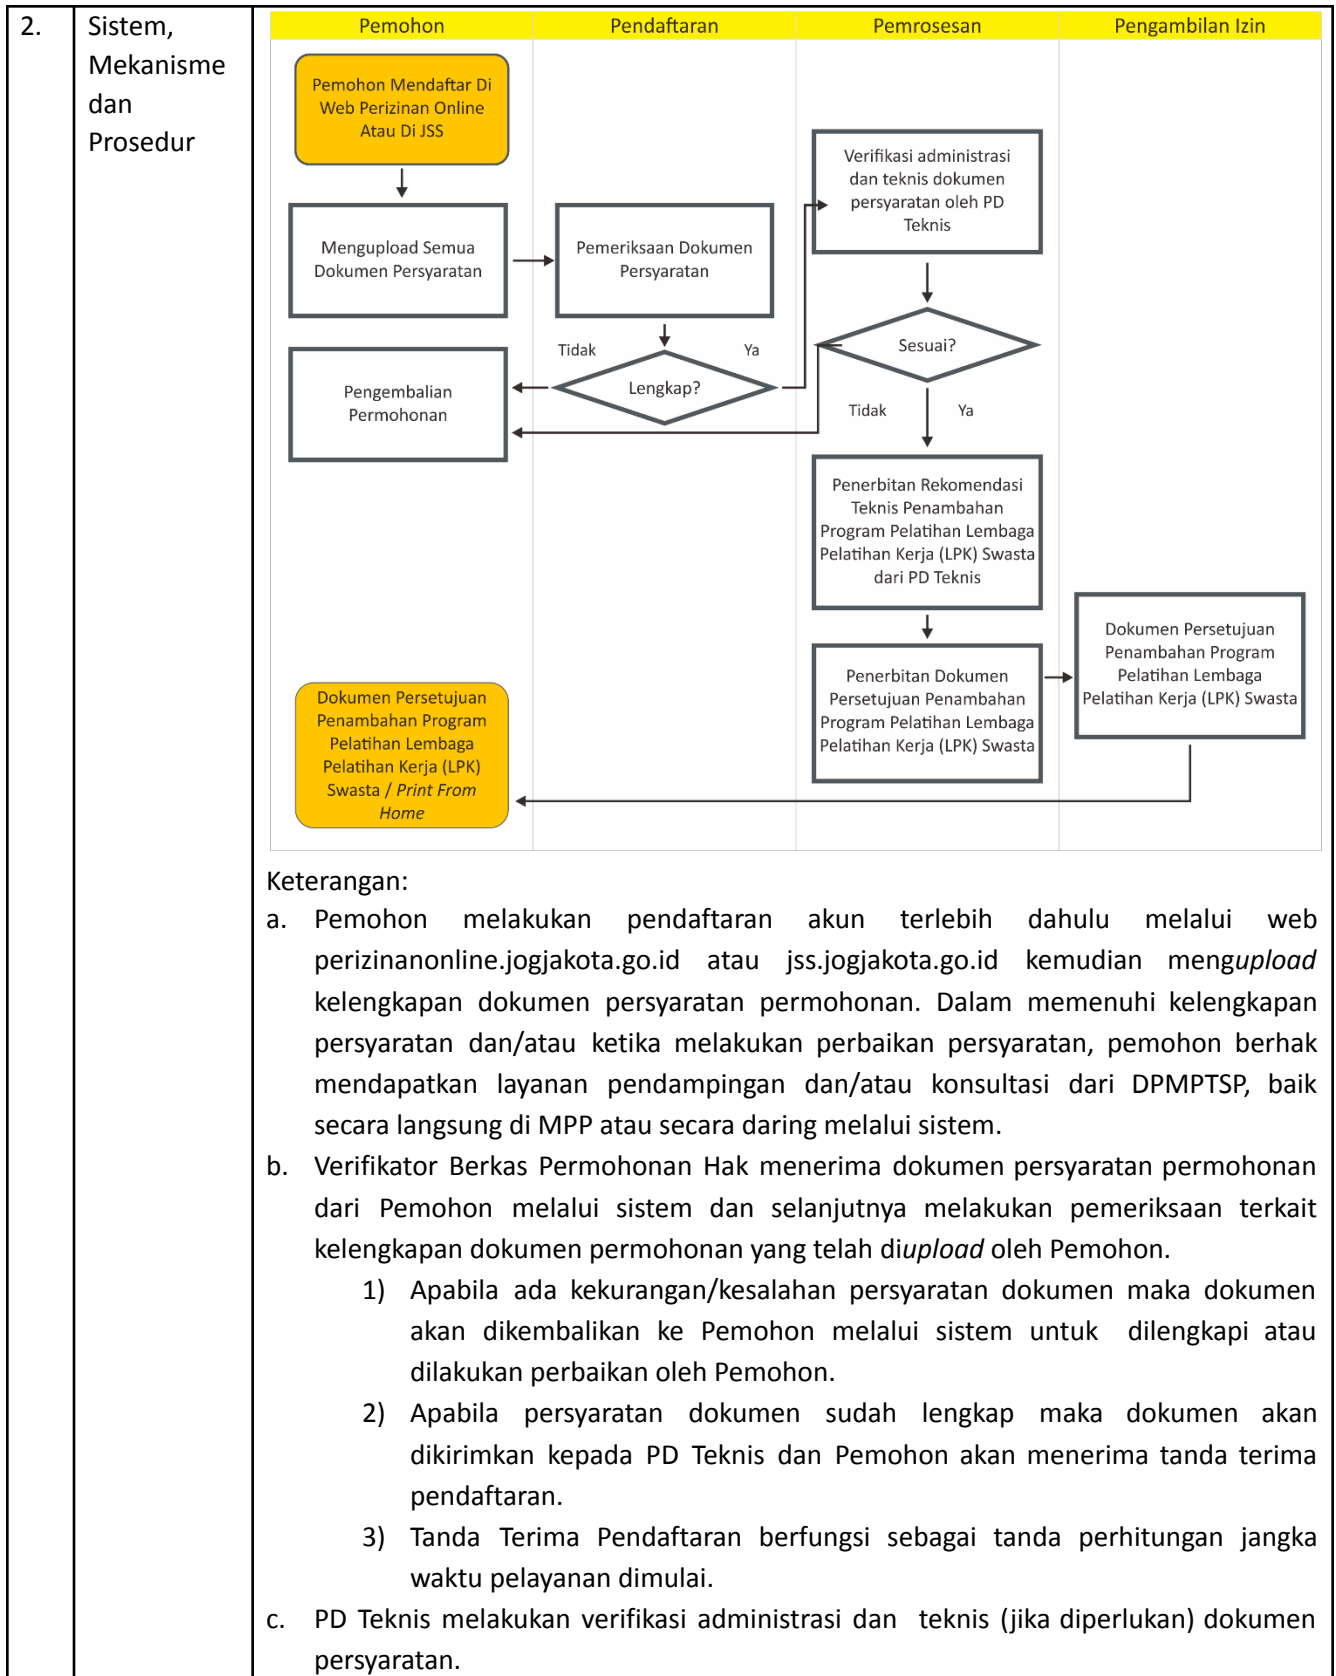 2.
Sistem,
Mekanisme
dan
Prosedur
Pemohon
Pendaftaran
Pemrosesan
Pengambilan Izin
Pemohon Mendaftar Di
Web Perizinan Online
Atau Di JSS
Mengupload Semua
Dokumen Persyaratan
Pemeriksaan Dokumen
Persyaratan
Verifikasi administrasi
dan teknis dokumen
persyaratan oleh PD
Teknis
Tidak
Ya
Lengkap?
Sesuai?
Pengembalian
Permohonan
Tidak
Ya
Penerbitan Rekomendasi
Teknis Penambahan
Program Pelatihan Lembaga
Pelatihan Kerja (LPK) Swasta
dari PD Teknis
Penerbitan Dokumen
Persetujuan Penambahan
Program Pelatihan Lembaga
Pelatihan Kerja (LPK) Swasta
Dokumen Persetujuan
Penambahan Program
Pelatihan Lembaga
Pelatihan Kerja (LPK) Swasta
Dokumen Persetujuan
Penambahan Program
Pelatihan Lembaga
Pelatihan Kerja (LPK)
Swasta / Print From
Home
Keterangan:
a. Pemohon melakukan pendaftaran akun terlebih dahulu melalui web
perizinanonline.jogjakota.go.id atau jss.jogjakota.go.id kemudian mengupload
kelengkapan dokumen persyaratan permohonan. Dalam memenuhi kelengkapan
persyaratan dan/atau ketika melakukan perbaikan persyaratan, pemohon berhak
mendapatkan layanan pendampingan dan/atau konsultasi dari DPMPTSP, baik
secara langsung di MPP atau secara daring melalui sistem.
b. Verifikator Berkas Permohonan Hak menerima dokumen persyaratan permohonan
dari Pemohon melalui sistem dan selanjutnya melakukan pemeriksaan terkait
kelengkapan dokumen permohonan yang telah diupload oleh Pemohon.
1) Apabila ada kekurangan/kesalahan persyaratan dokumen maka dokumen
akan dikembalikan ke Pemohon melalui sistem untuk dilengkapi atau
dilakukan perbaikan oleh Pemohon.
2) Apabila persyaratan dokumen sudah lengkap maka dokumen akan
dikirimkan kepada PD Teknis dan Pemohon akan menerima tanda terima
pendaftaran.
3) Tanda Terima Pendaftaran berfungsi sebagai tanda perhitungan jangka
waktu pelayanan dimulai.
c. PD Teknis melakukan verifikasi administrasi dan teknis (jika diperlukan) dokumen
persyaratan.